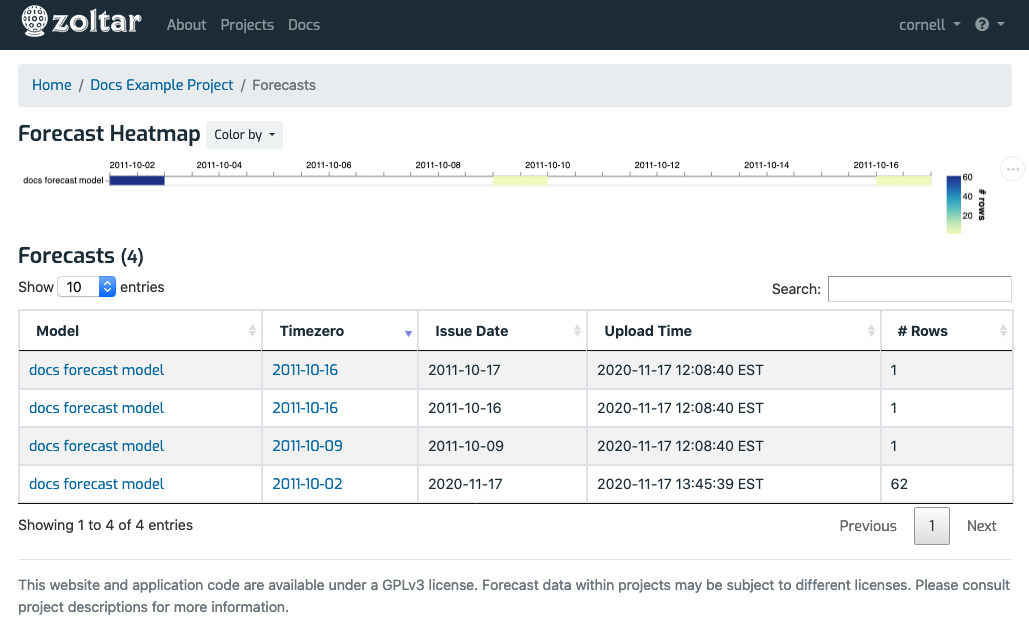 zoltar About Projects Docs cornell ?
Home / Docs Example Project / Forecasts
Forecast Heatmap Color by
2011-10-02 2011-10-04 2011-10-06 2011-10-08 2011-10-10 2011-10-12 2011-10-14 2011-10-16
docs forecast model
60
40
20
# rows
Forecasts (4)
Show 10 entries Search:
Model Timezero Issue Date Upload Time # Rows
docs forecast model 2011-10-16 2011-10-17 2020-11-17 12:08:40 EST 1
docs forecast model 2011-10-16 2011-10-16 2020-11-17 12:08:40 EST 1
docs forecast model 2011-10-09 2011-10-09 2020-11-17 12:08:40 EST 1
docs forecast model 2011-10-02 2020-11-17 2020-11-17 13:45:39 EST 62
Showing 1 to 4 of 4 entries Previous 1 Next
This website and application code are available under a GPLv3 license. Forecast data within projects may be subject to different licenses. Please consult
project descriptions for more information.